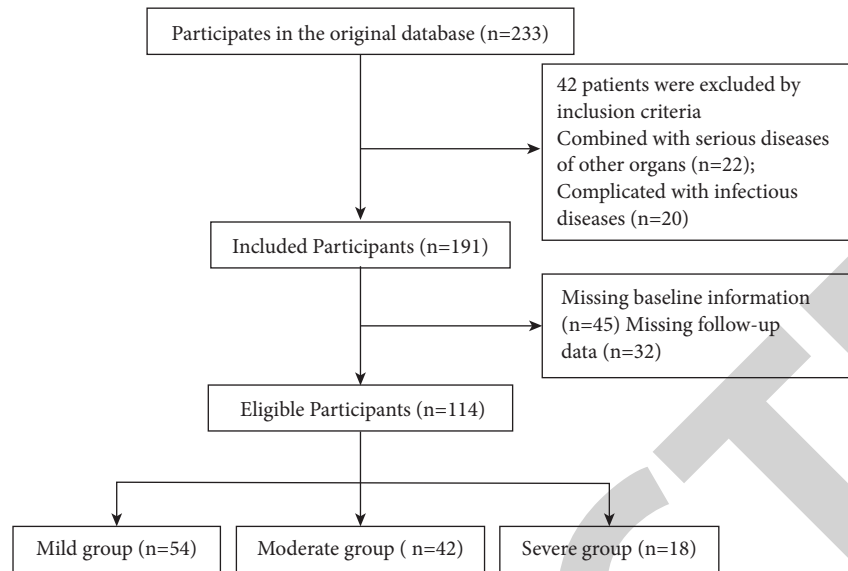 Participates in the original database (n=233)
42 patients were excluded by
inclusion criteria
Combined with serious diseases
of other organs (n=22);
Complicated with infectious
diseases (n=20)
Included Participants (n=191)
Missing baseline information
(n=45) Missing follow-up
data (n=32)
Eligible Participants (n=114)
Mild group (n=54)
Moderate group ( n=42)
Severe group (n=18)